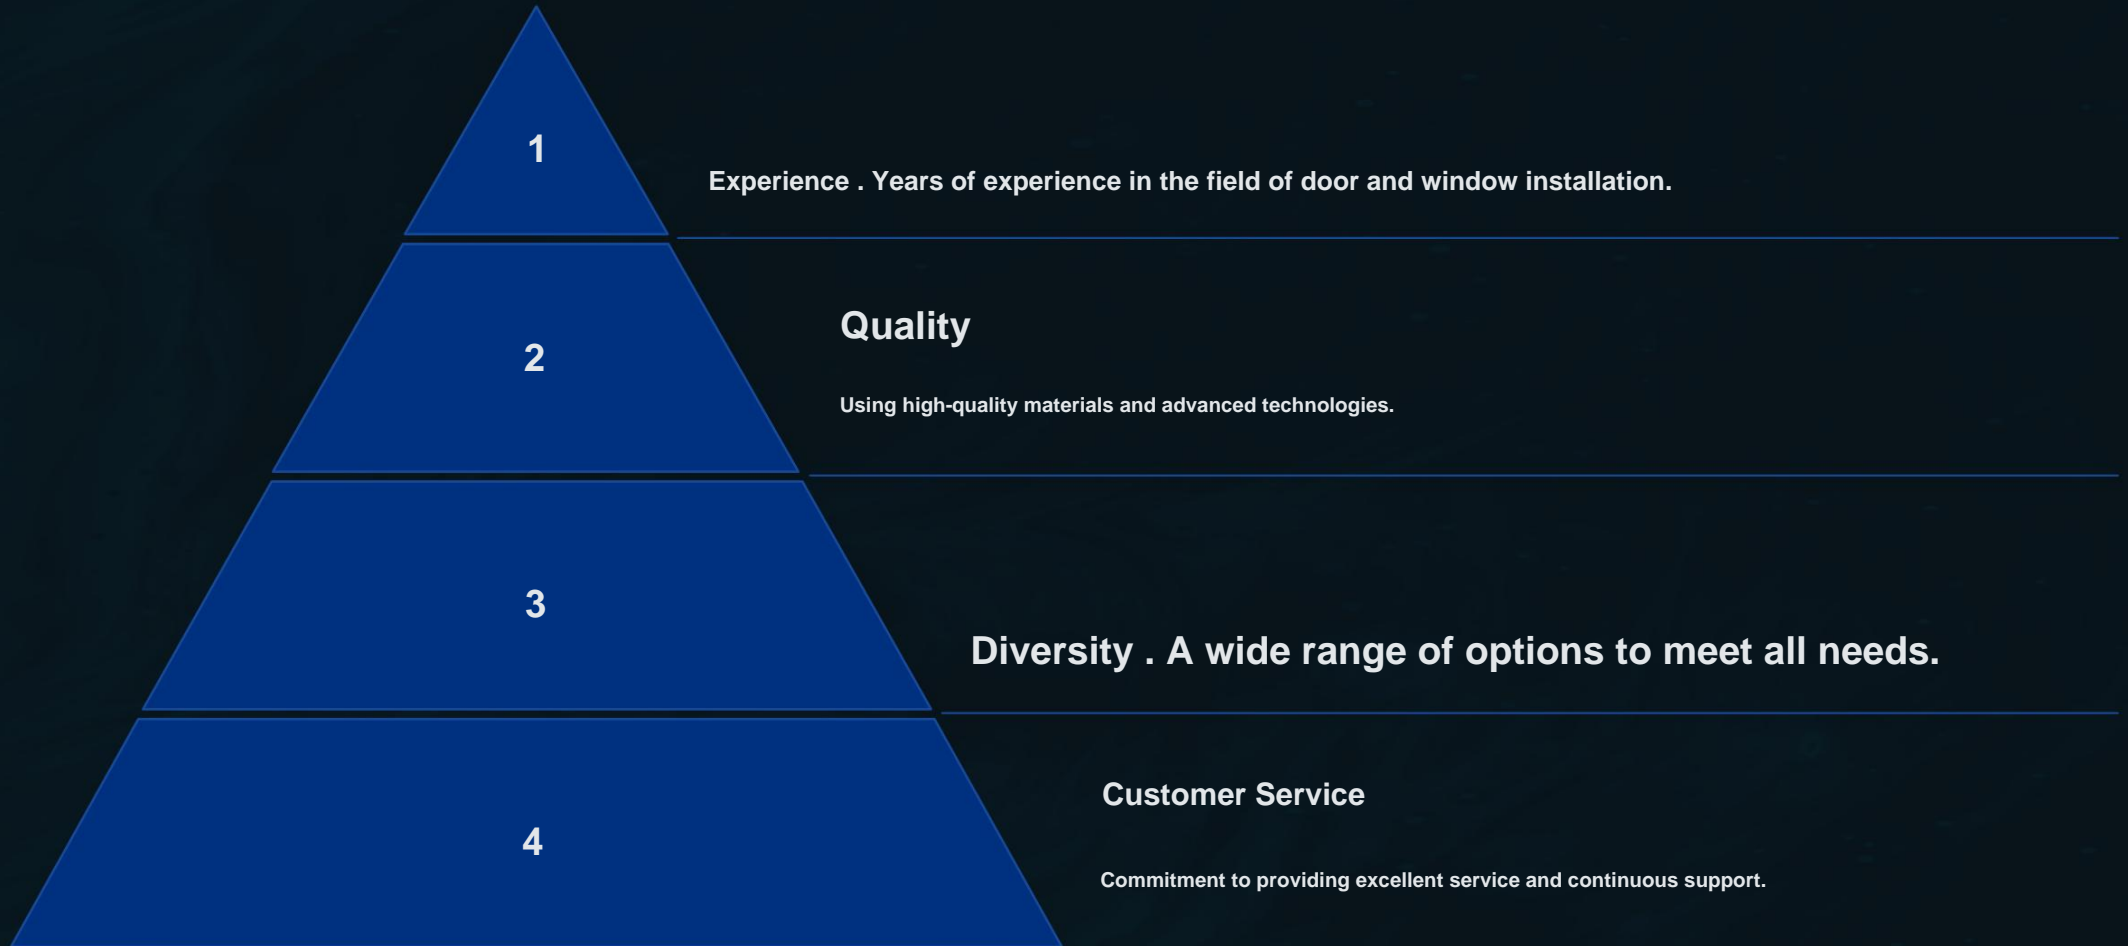 1
Experience . Years of experience in the field of door and window installation.
2
Quality
Using high-quality materials and advanced technologies.
3
Diversity . A wide range of options to meet all needs.
4
Customer Service
Commitment to providing excellent service and continuous support.